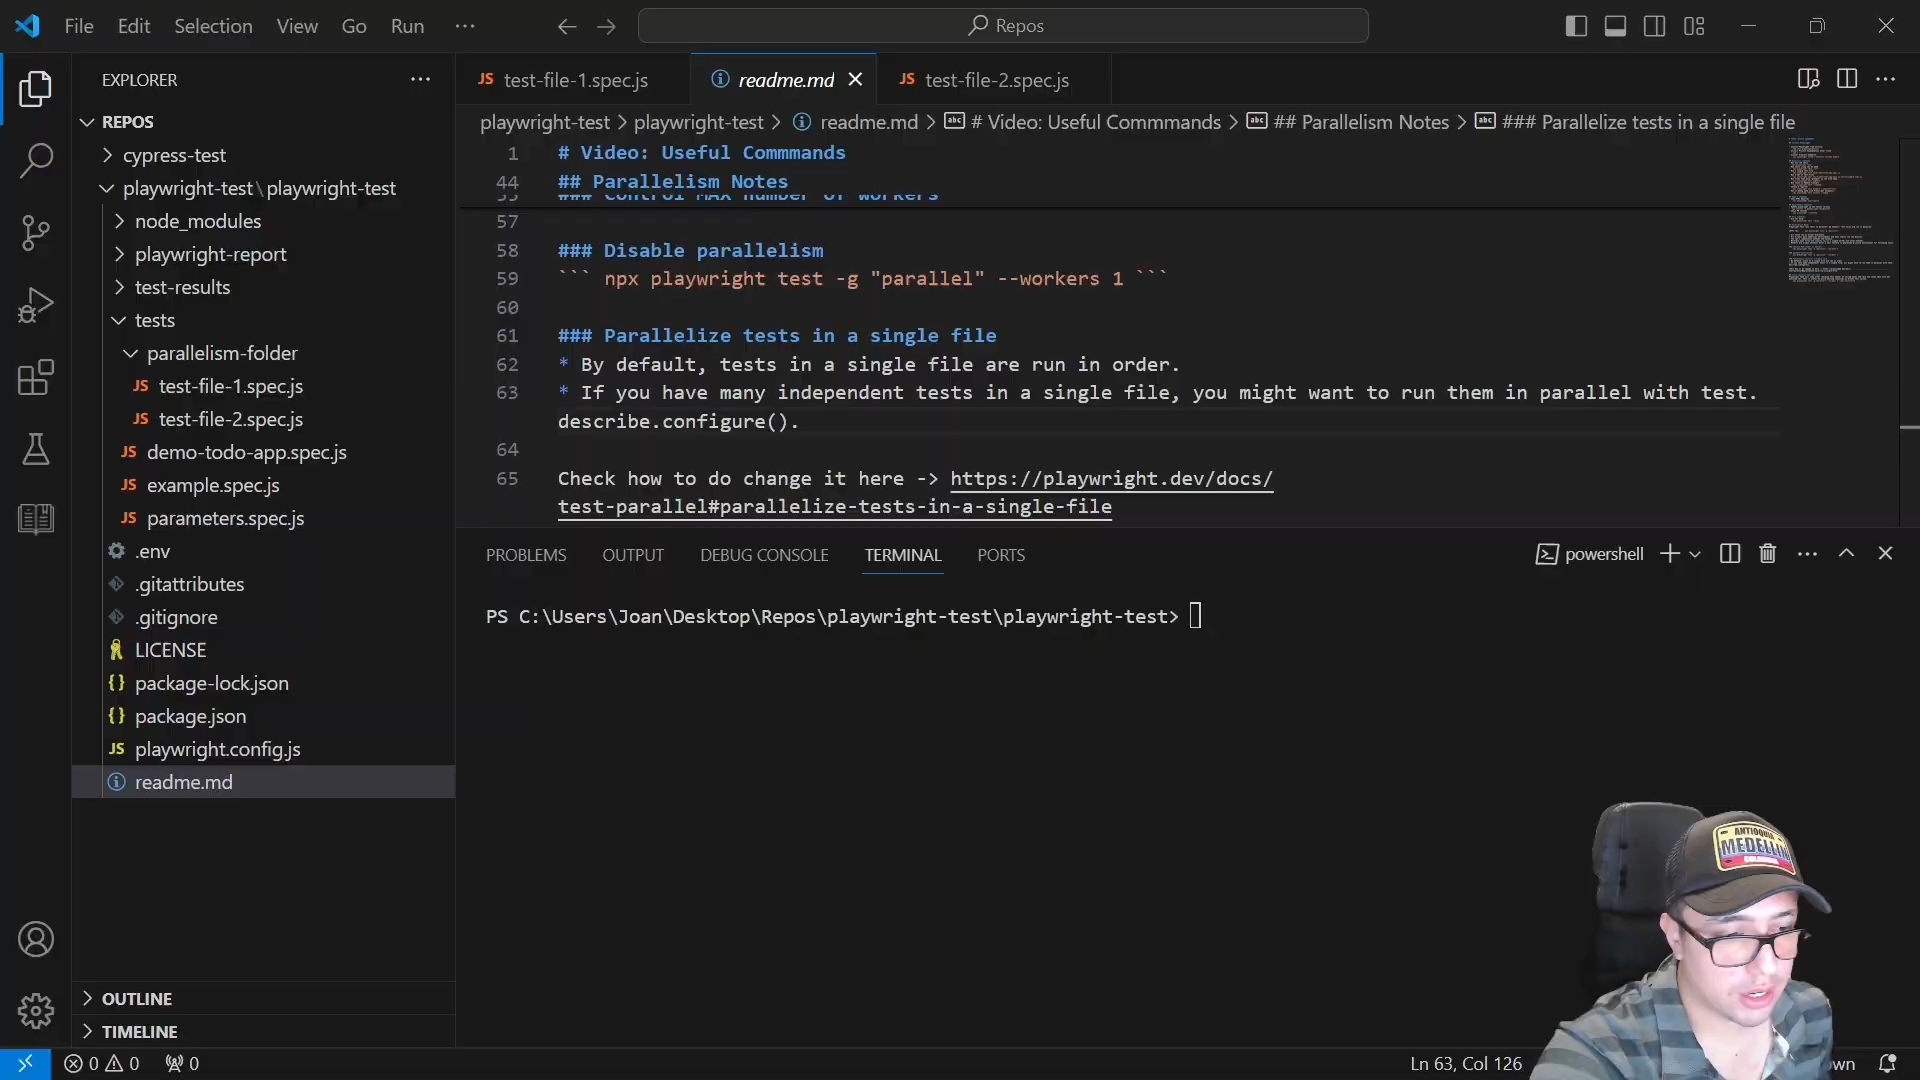 File Edit Selection View Go Run
Repos
EXPLORER
REPOS
cypress-test
playwright-test\playwright-test
node_modules
playwright-report
test-results
tests
parallelism-folder
JS test-file-1.spec.js
JS test-file-2.spec.js
JS demo-todo-app.spec.js
JS example.spec.js
JS parameters.spec.js
.env
.gitattributes
.gitignore
LICENSE
{} package-lock.json
{} package.json
JS playwright.config.js
readme.md
OUTLINE
TIMELINE
JS test-file-1.spec.js
readme.md
JS test-file-2.spec.js
playwright-test > playwright-test > readme.md > # Video: Useful Commmands > ## Parallelism Notes > ### Parallelize tests in a single file
1 # Video: Useful Commmands
44 ## Parallelism Notes
55 ### Control MAX number of workers
57
58 ### Disable parallelism
59 ``` npx playwright test -g "parallel" --workers 1 ```
60
61 ### Parallelize tests in a single file
62 * By default, tests in a single file are run in order.
63 * If you have many independent tests in a single file, you might want to run them in parallel with test.
describe.configure().
64
65 Check how to do change it here -> https://playwright.dev/docs/
test-parallel#parallelize-tests-in-a-single-file
PROBLEMS OUTPUT DEBUG CONSOLE TERMINAL PORTS
powershell
PS C:\Users\Joan\Desktop\Repos\playwright-test\playwright-test>
ANTIOQUIA
MEDELLIN
COLOMBIA
0 0 0
Ln 63, Col 126